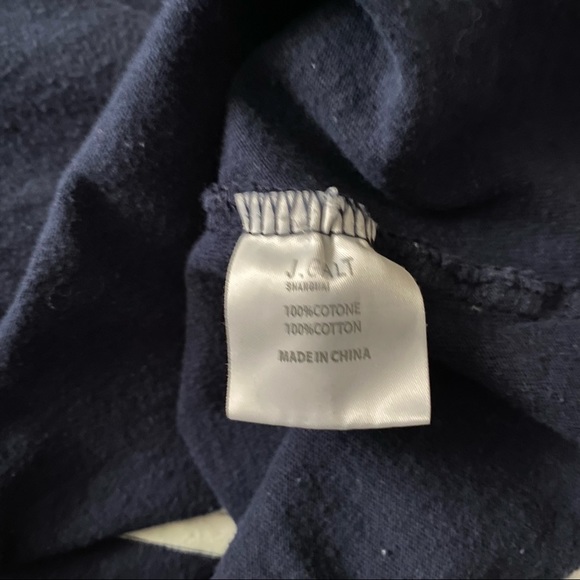 J. GALT
SHANGHAI
100%COTONE
100%COTTON
MADE IN CHINA